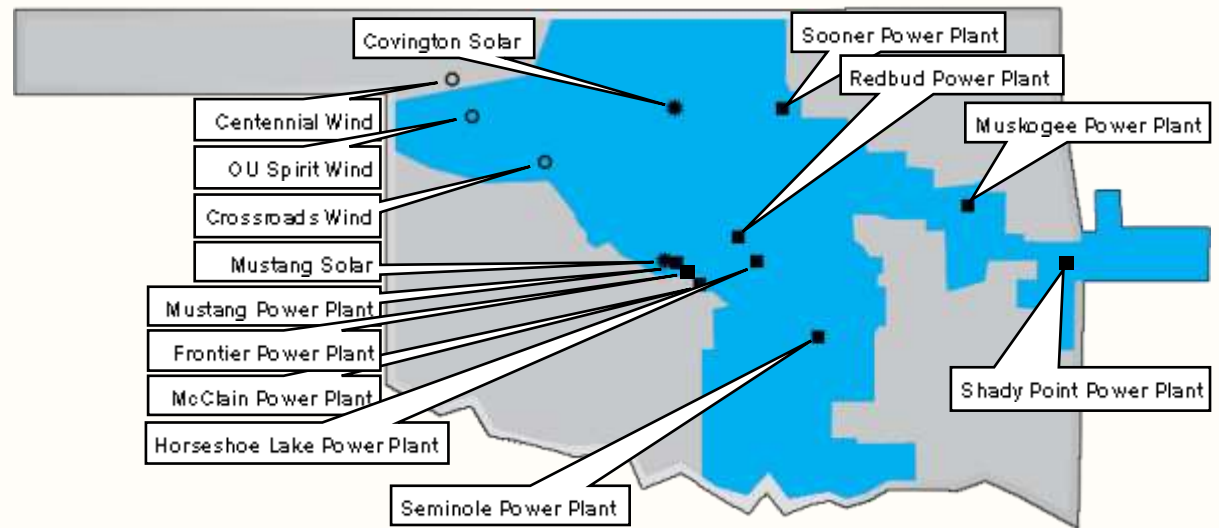 Covington Solar
Sooner Power Plant
Redbud Power Plant
Centennial Wind
Muskogee Power Plant
OU Spirit Wind
Crossroads Wind
Mustang Solar
Mustang Power Plant
Frontier Power Plant
McClain Power Plant
Shady Point Power Plant
Horseshoe Lake Power Plant
Seminole Power Plant